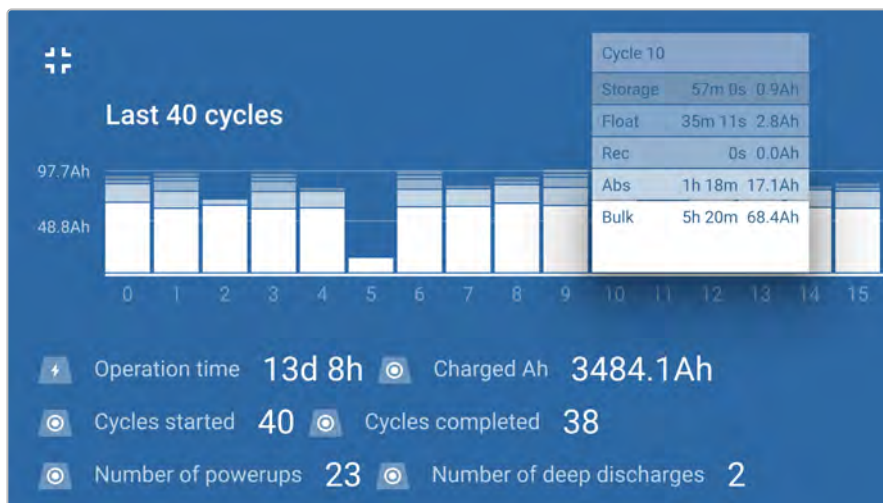 Cycle 10
Storage 57m 0s 0.9Ah
Float 35m 11s 2.8Ah
Rec 0s 0.0Ah
Abs 1h 18m 17.1Ah
Bulk 5h 20m 68.4Ah
Last 40 cycles
97.7Ah
48.8Ah
0 1 2 3 4 5 6 7 8 9 10 11 12 13 14 15
Operation time 13d 8h Charged Ah 3484.1Ah
Cycles started 40 Cycles completed 38
Number of powerups 23 Number of deep discharges 2